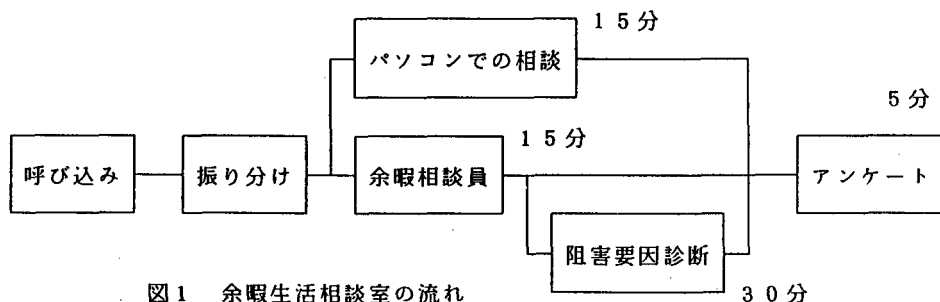 15分
パソコンでの相談
5分
15分
呼び込み
振り分け
余暇相談員
アンケート
阻害要因診断
図1 余暇生活相談室の流れ
30分